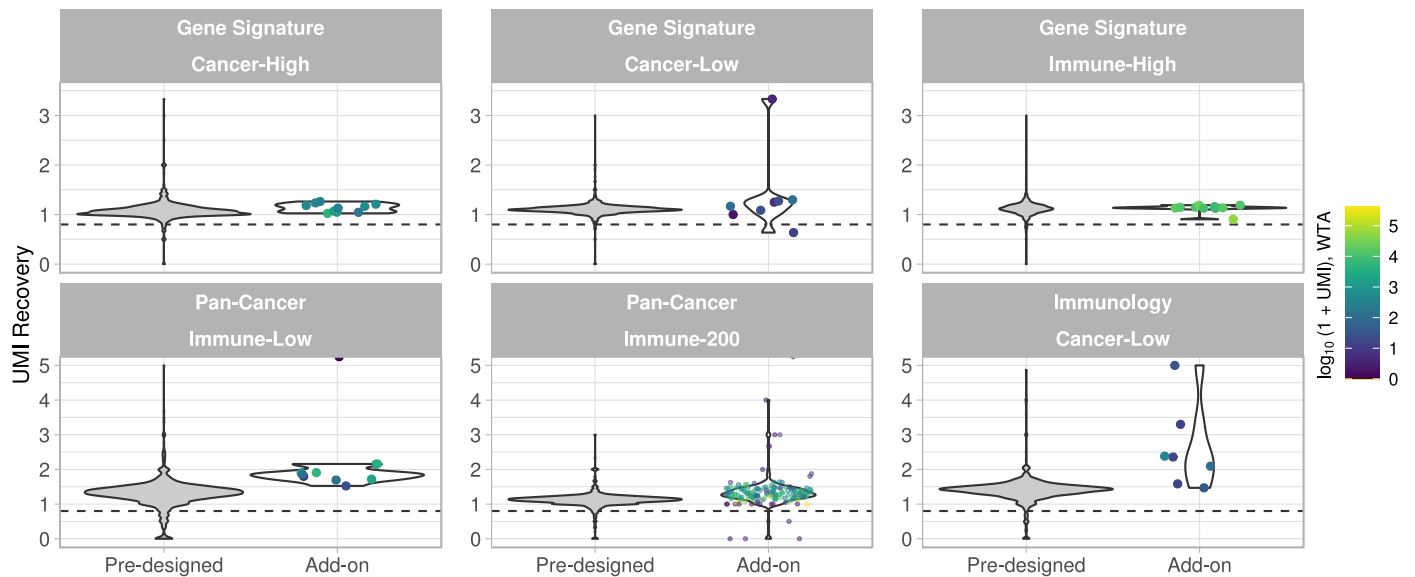 Gene Signature
Cancer-High
Gene Signature
Cancer-Low
Gene Signature
Immune-High
3
2
1
0
3
2
1
0
3
2
1
0
UMI Recovery
Pan-Cancer
Immune-Low
Pan-Cancer
Immune-200
Immunology
Cancer-Low
5
4
3
2
1
0
5
4
3
2
1
0
5
4
3
2
1
0
Pre-designed Add-on
Pre-designed Add-on
Pre-designed Add-on
log₁₀ (1 + UMI), WTA
5
4
3
2
1
0